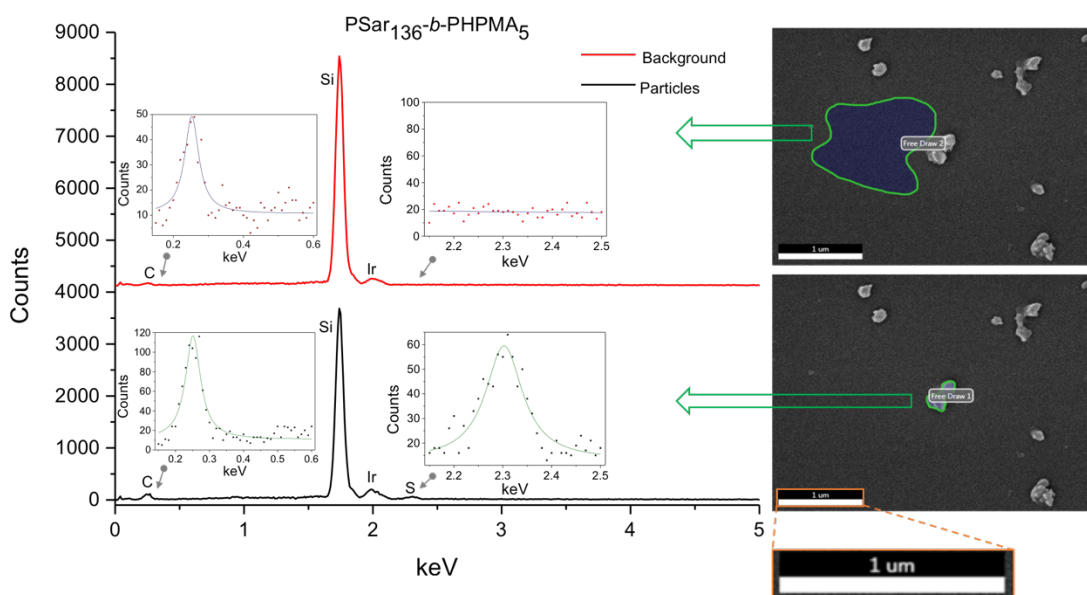 PSar136-b-PHPMA5
Background
Particles
Counts
keV
9000
8000
7000
6000
5000
4000
3000
2000
1000
0
0
1
2
3
4
5
Si
C
Ir
50
40
30
20
10
Counts
0.2
0.4
0.6
keV
100
80
60
40
20
0
Counts
2.2
2.3
2.4
2.5
keV
Si
C
Ir
S
120
100
80
60
40
20
0
Counts
0.2
0.3
0.4
0.5
0.6
keV
60
50
40
30
20
Counts
2.2
2.3
2.4
2.5
keV
Free Draw 2
1 um
Free Draw 1
1 um
1 um